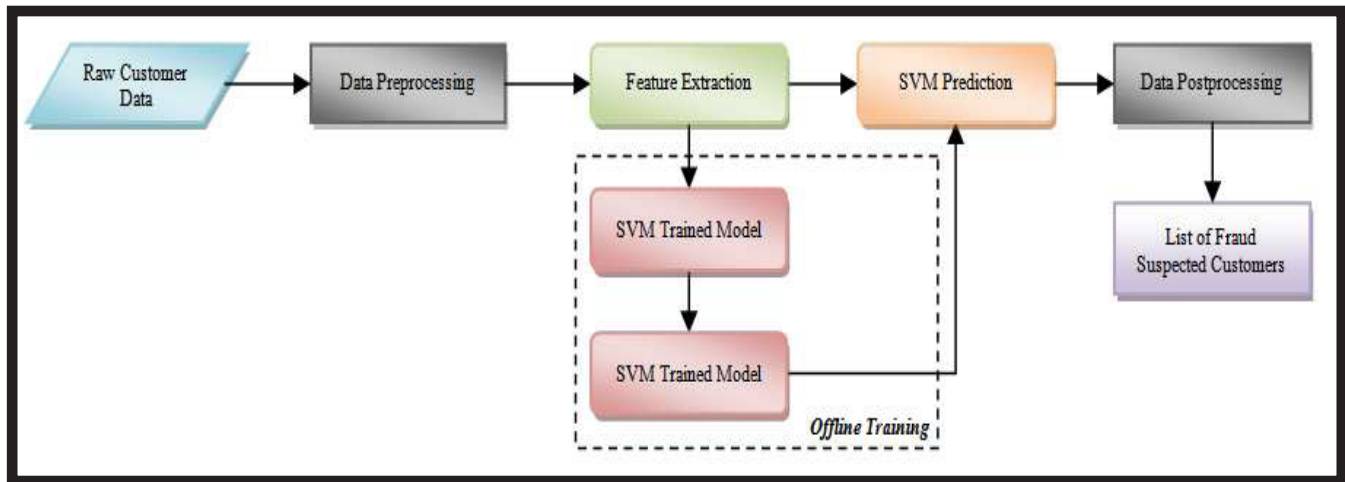 Raw Customer
Data
Data Preprocessing
Feature Extraction
SVM Prediction
Data Postprocessing
SVM Trained Model
SVM Trained Model
List of Fraud
Suspected Customers
Offline Training